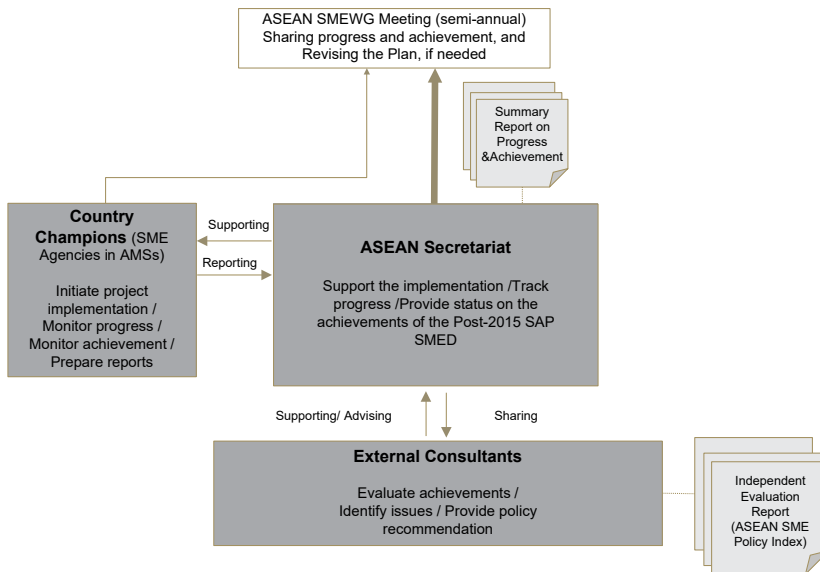 ASEAN SMEWG Meeting (semi-annual)
Sharing progress and achievement, and
Revising the Plan, if needed
Summary
Report on
Progress
&Achievement
Country
Champions (SME
Agencies in AMSs)
Initiate project
implementation /
Monitor progress /
Monitor achievement /
Prepare reports
Supporting
Reporting
ASEAN Secretariat
Support the implementation /Track
progress /Provide status on the
achievements of the Post-2015 SAP
SMED
Supporting/ Advising
Sharing
External Consultants
Evaluate achievements /
Identify issues / Provide policy
recommendation
Independent
Evaluation
Report
(ASEAN SME
Policy Index)